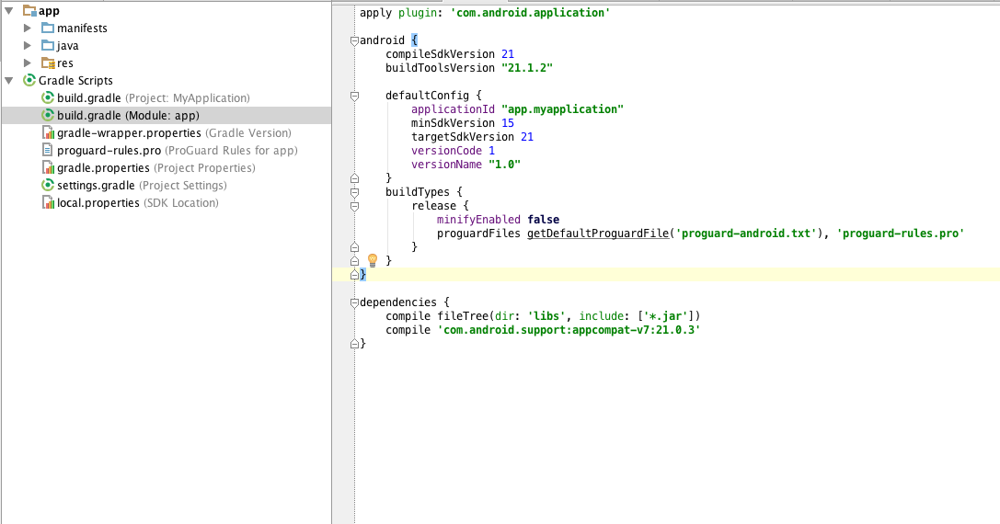 app
manifests
java
res
Gradle Scripts
build.gradle (Project: MyApplication)
build.gradle (Module: app)
gradle-wrapper.properties (Gradle Version)
proguard-rules.pro (ProGuard Rules for app)
gradle.properties (Project Properties)
settings.gradle (Project Settings)
local.properties (SDK Location)
apply plugin: 'com.android.application'
android {
compileSdkVersion 21
buildToolsVersion "21.1.2"
defaultConfig {
applicationId "app.myapplication"
minSdkVersion 15
targetSdkVersion 21
versionCode 1
versionName "1.0"
}
buildTypes {
release {
minifyEnabled false
proguardFiles getDefaultProguardFile('proguard-android.txt'), 'proguard-rules.pro'
}
}
}
dependencies {
compile fileTree(dir: 'libs', include: ['*.jar'])
compile 'com.android.support:appcompat-v7:21.0.3'
}